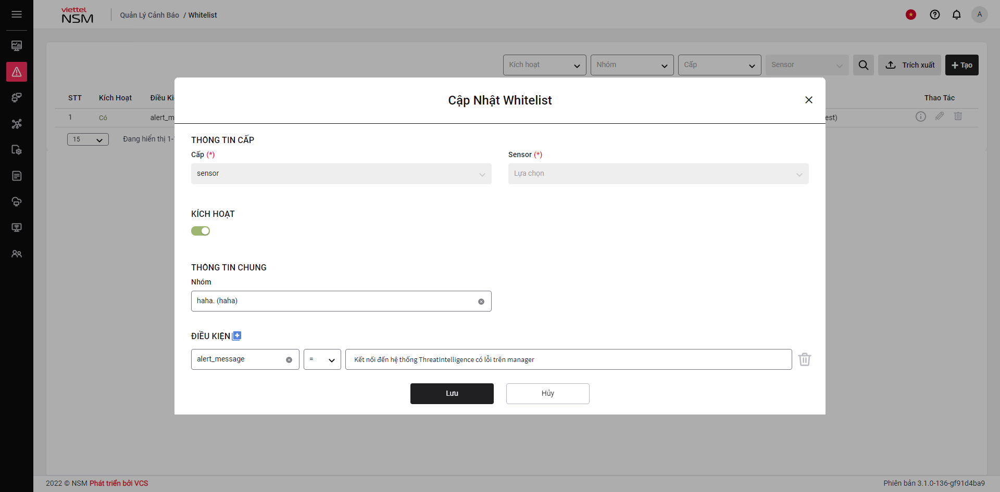 viettel
NSM
Quản Lý Cảnh Báo / Whitelist
A
Kích hoạt
Nhóm
Cấp
Sensor
Trích xuất
Tạo
STT
Kích Hoạt
Điều Ki
Thao Tác
1
Có
alert_m
est)
15
Đang hiển thị 1-
Cập Nhật Whitelist
THÔNG TIN CẤP
Cấp (*)
Sensor (*)
sensor
Lựa chọn
KÍCH HOẠT
THÔNG TIN CHUNG
Nhóm
haha. (haha)
ĐIỀU KIỆN
alert_message
=
Kết nối đến hệ thống ThreatIntelligence có lỗi trên manager
Lưu
Hủy
2022 © NSM Phát triển bởi VCS
Phiên bản 3.1.0-136-gf91d4ba9